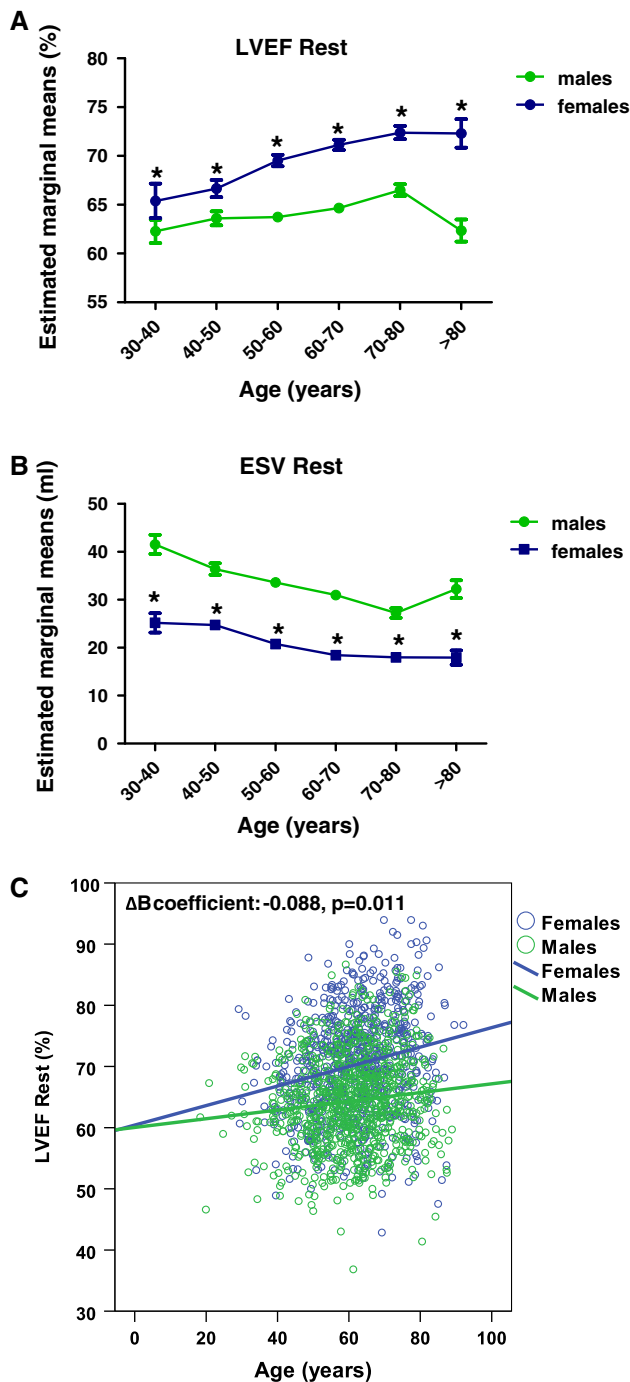 A
LVEF Rest
Estimated marginal means (%)
80
75
70
65
60
55
* * * * * *
males
females
30-40 40-50 50-60 60-70 70-80 >80
Age (years)
B
ESV Rest
Estimated marginal means (ml)
50
40
30
20
10
0
* * * * * *
males
females
30-40 40-50 50-60 60-70 70-80 >80
Age (years)
C
ΔBcoefficient:-0.088, p=0.011
LVEF Rest (%)
100
90
80
70
60
50
40
30
Females
Males
Females
Males
0 20 40 60 80 100
Age (years)